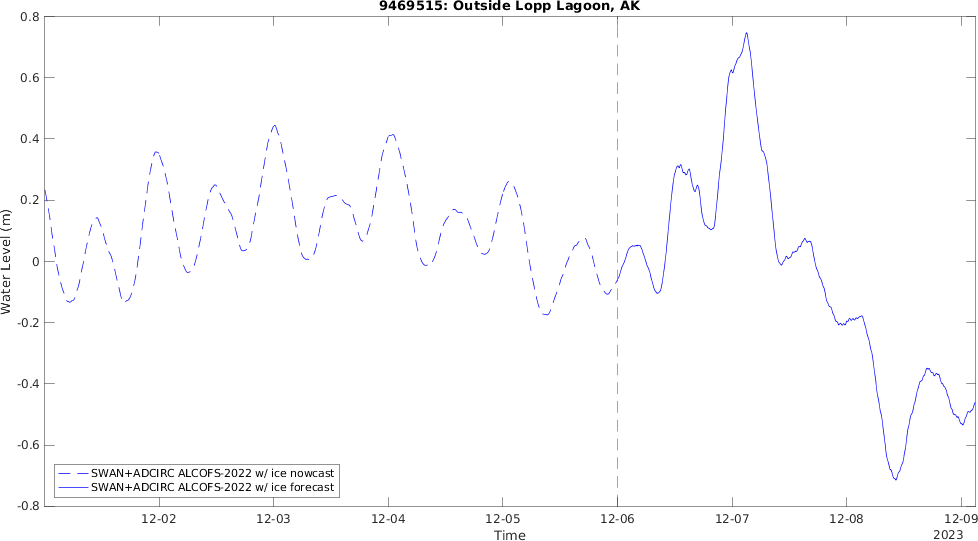 9469515: Outside Lopp Lagoon, AK
Water Level (m)
0.8
0.6
0.4
0.2
0
-0.2
-0.4
-0.6
-0.8
SWAN+ADCIRC ALCOFS-2022 w/ ice nowcast
SWAN+ADCIRC ALCOFS-2022 w/ ice forecast
12-02 12-03 12-04 12-05 12-06 12-07 12-08 12-09
Time
2023